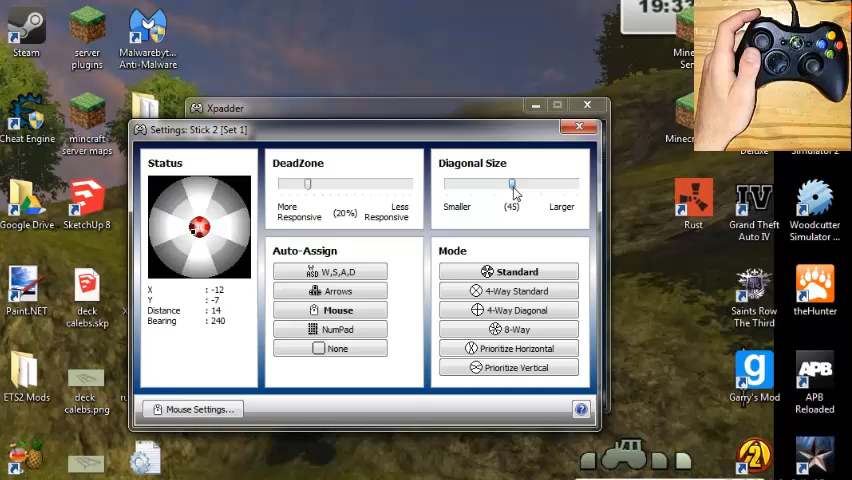 19:33
Steam
server
plugins
Malwarebyt...
Anti-Malware
Xpadder
Settings: Stick 2 [Set 1]
Cheat Engine
mincraft
server maps
Google Drive
SketchUp 8
Paint.NET
deck
calebs.skp
ETS2 Mods
deck
calebs.png
Status
X : -12
Y : -7
Distance : 14
Bearing : 240
DeadZone
More
Responsive
(20%)
Less
Responsive
Diagonal Size
Smaller
(45)
Larger
Auto-Assign
W,S,A,D
Arrows
Mouse
NumPad
None
Mode
Standard
4-Way Standard
4-Way Diagonal
8-Way
Prioritize Horizontal
Prioritize Vertical
Mouse Settings...
Rust
Grand Theft
Auto IV
Woodcutter
Simulator ...
Saints Row
The Third
theHunter
Garry's Mod
APB
Reloaded